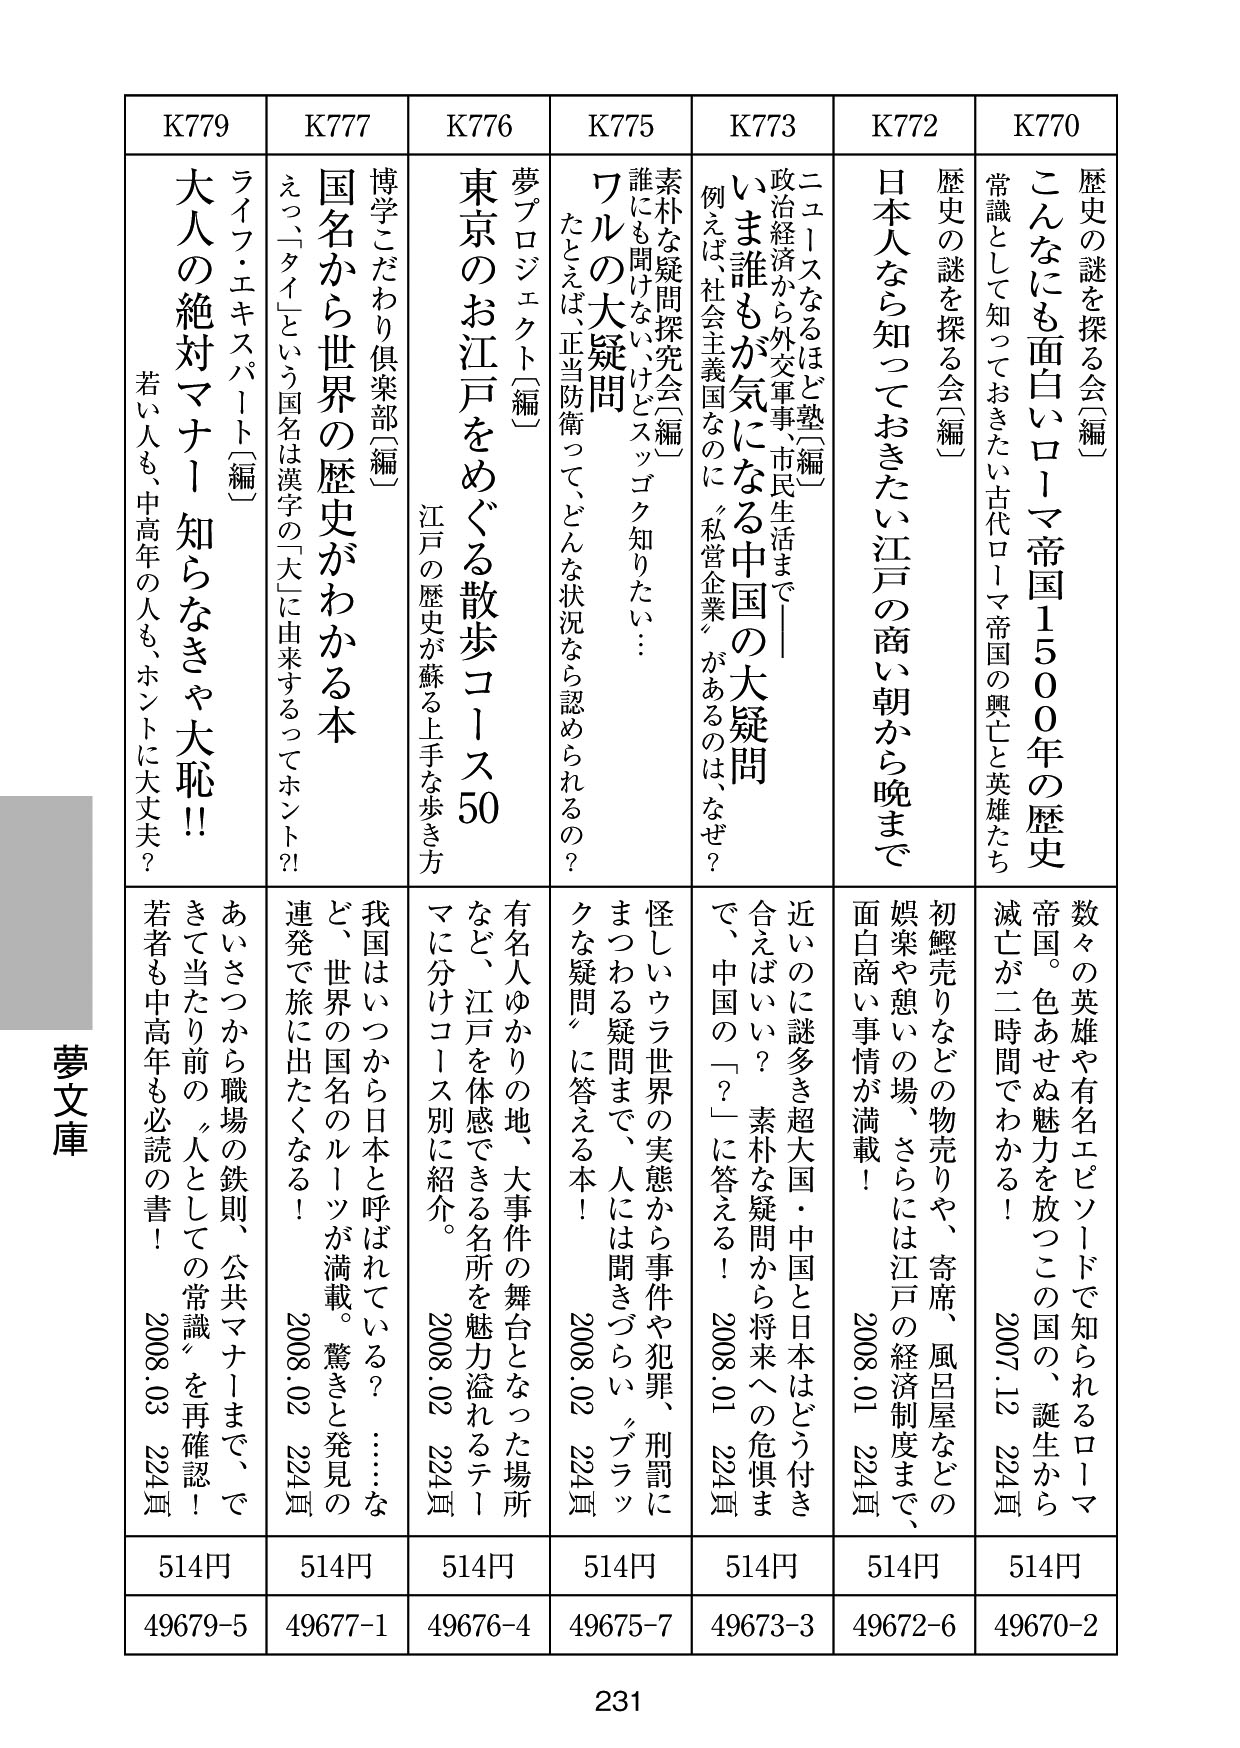 K770
歴史の謎を探る会〔編〕
こんなにも面白いローマ帝国1500年の歴史
常識として知っておきたい古代ローマ帝国の興亡と英雄たち
数々の英雄や有名エピソードで知られるローマ
帝国。色あせぬ魅力を放つこの国の、誕生から
滅亡が二時間でわかる！ 2007.12 224頁
514円
49670-2
K772
歴史の謎を探る会〔編〕
日本人なら知っておきたい江戸の商い朝から晩まで
初鰹売りなどの物売りや、寄席、風呂屋などの
娯楽や憩いの場、さらには江戸の経済制度まで、
面白商い事情が満載！ 2008.01 224頁
514円
49672-6
K773
ニュースなるほど塾〔編〕
政治経済から外交軍事、市民生活まで――
いま誰もが気になる中国の大疑問
例えば、社会主義国なのに〝私営企業〟があるのは、なぜ？
近いのに謎多き超大国・中国と日本はどう付き
合えばいい？ 素朴な疑問から将来への危惧ま
で、中国の「？」に答える！ 2008.01 224頁
514円
49673-3
K775
素朴な疑問探究会〔編〕
誰にも聞けない、けどスッゴク知りたい…
ワルの大疑問
たとえば、正当防衛って、どんな状況なら認められるの？
怪しいウラ世界の実態から事件や犯罪、刑罰に
まつわる疑問まで、人には聞きづらい〝ブラッ
クな疑問〟に答える本！ 2008.02 224頁
514円
49675-7
K776
夢プロジェクト〔編〕
東京のお江戸をめぐる散歩コース50
江戸の歴史が蘇る上手な歩き方
有名人ゆかりの地、大事件の舞台となった場所
など、江戸を体感できる名所を魅力溢れるテー
マに分けコース別に紹介。 2008.02 224頁
514円
49676-4
K777
博学こだわり倶楽部〔編〕
国名から世界の歴史がわかる本
えっ、「タイ」という国名は漢字の「大」に由来するってホント?!
我国はいつから日本と呼ばれている？ ……な
ど、世界の国名のルーツが満載。驚きと発見の
連発で旅に出たくなる！ 2008.02 224頁
514円
49677-1
K779
ライフ・エキスパート〔編〕
大人の絶対マナー 知らなきゃ大恥!!
若い人も、中高年の人も、ホントに大丈夫？
あいさつから職場の鉄則、公共マナーまで、で
きて当たり前の〝人としての常識〟を再確認！
若者も中高年も必読の書！ 2008.03 224頁
514円
49679-5
夢文庫
231